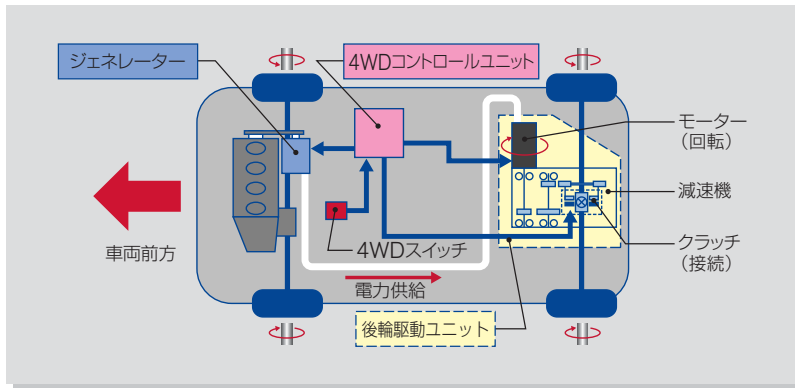 ジェネレーター
4WDコントロールユニット
モーター
(回転)
減速機
クラッチ
(接続)
車両前方
4WDスイッチ
電力供給
後輪駆動ユニット